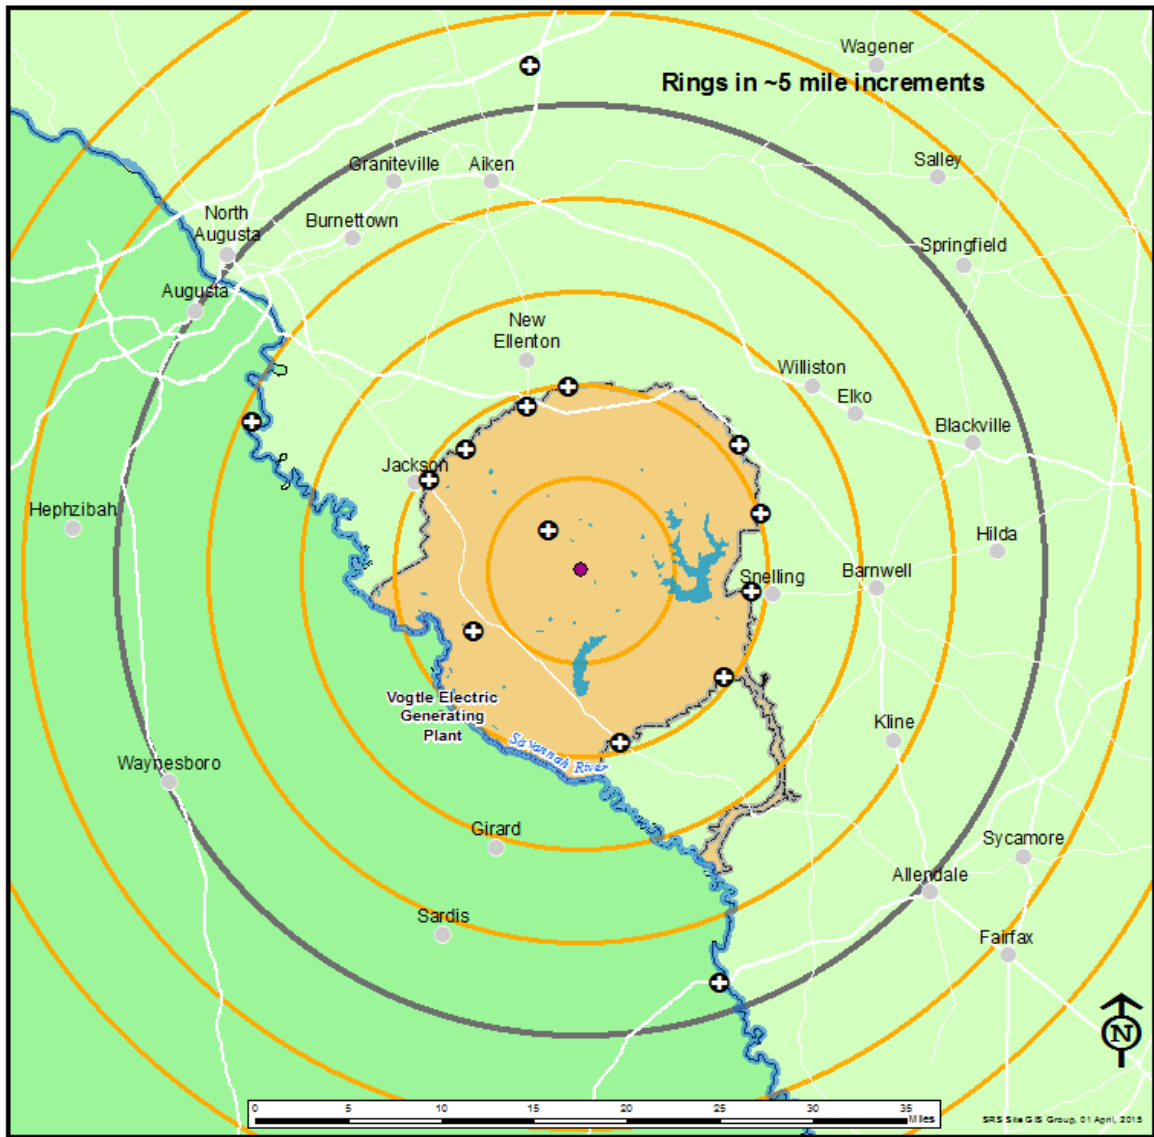 Wagener
Rings in ~5 mile increments
Graniteville
Aiken
Salley
North
Augusta
Burnettown
Springfield
Augusta
New
Ellenton
Williston
Elko
Blackville
Jackson
Hephzibah
Hilda
Snelling
Barnwell
Vogtle Electric
Generating
Plant
Savannah River
Kline
Waynesboro
Girard
Sycamore
Allendale
Sardis
Fairfax
N
0 5 10 15 20 25 30 35
Miles
SRS Site GIS Group, 01 April, 2015